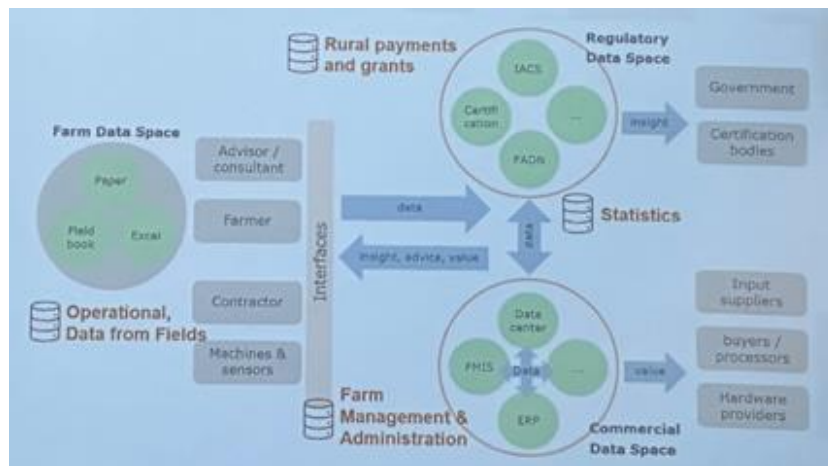 Rural payments
and grants
Regulatory
Data Space
IACS
Certifi
cation
...
FADN
insight
Government
Certification
bodies
Farm Data Space
Paper
Field
book
Excel
Advisor /
consultant
Farmer
Contractor
Machines &
sensors
Interfaces
data
insight, advice, value
data
Statistics
Operational,
Data from Fields
Farm
Management &
Administration
Data
center
FMIS
Data
...
ERP
value
Commercial
Data Space
Input
suppliers
buyers /
processors
Hardware
providers